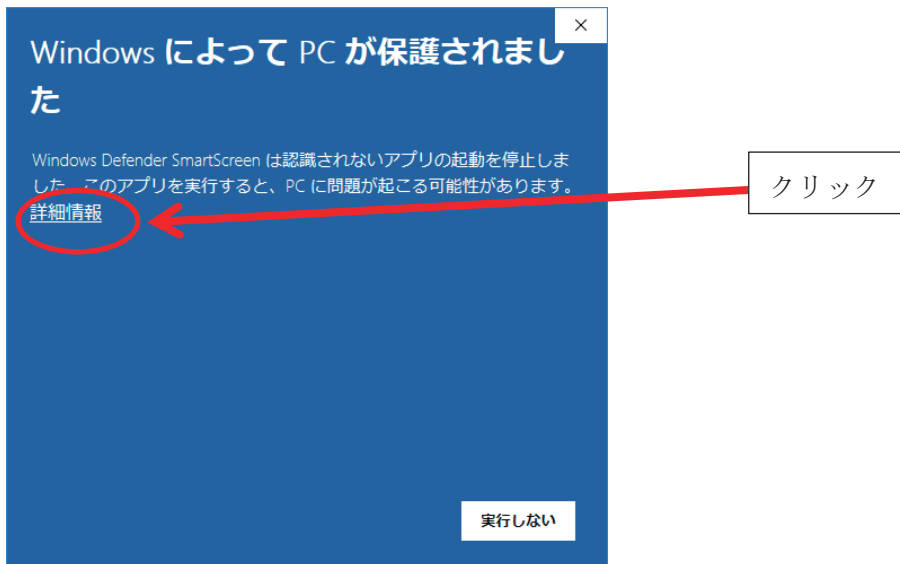 Windows によって PC が保護されまし
た
Windows Defender SmartScreen は認識されないアプリの起動を停止しま
した。このアプリを実行すると、PC に問題が起こる可能性があります。
詳細情報
クリック
実行しない